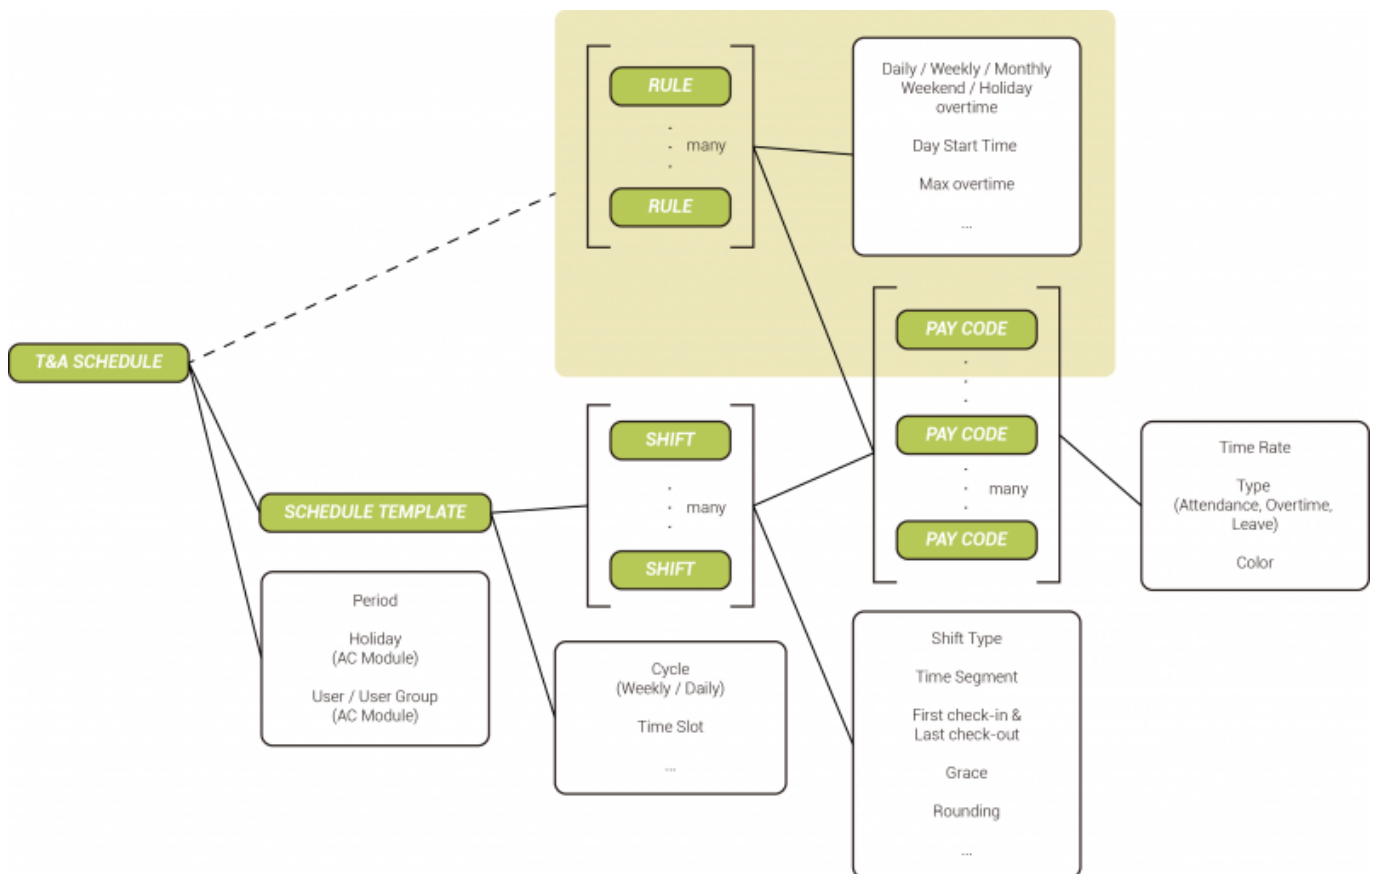 RULE
many
RULE
Daily / Weekly / Monthly
Weekend / Holiday
overtime
Day Start Time
Max overtime
...
T&A SCHEDULE
SCHEDULE TEMPLATE
Period
Holiday
(AC Module)
User / User Group
(AC Module)
SHIFT
many
SHIFT
Cycle
(Weekly / Daily)
Time Slot
...
PAY CODE
PAY CODE
many
PAY CODE
Time Rate
Type
(Attendance, Overtime,
Leave)
Color
Shift Type
Time Segment
First check-in &
Last check-out
Grace
Rounding
...